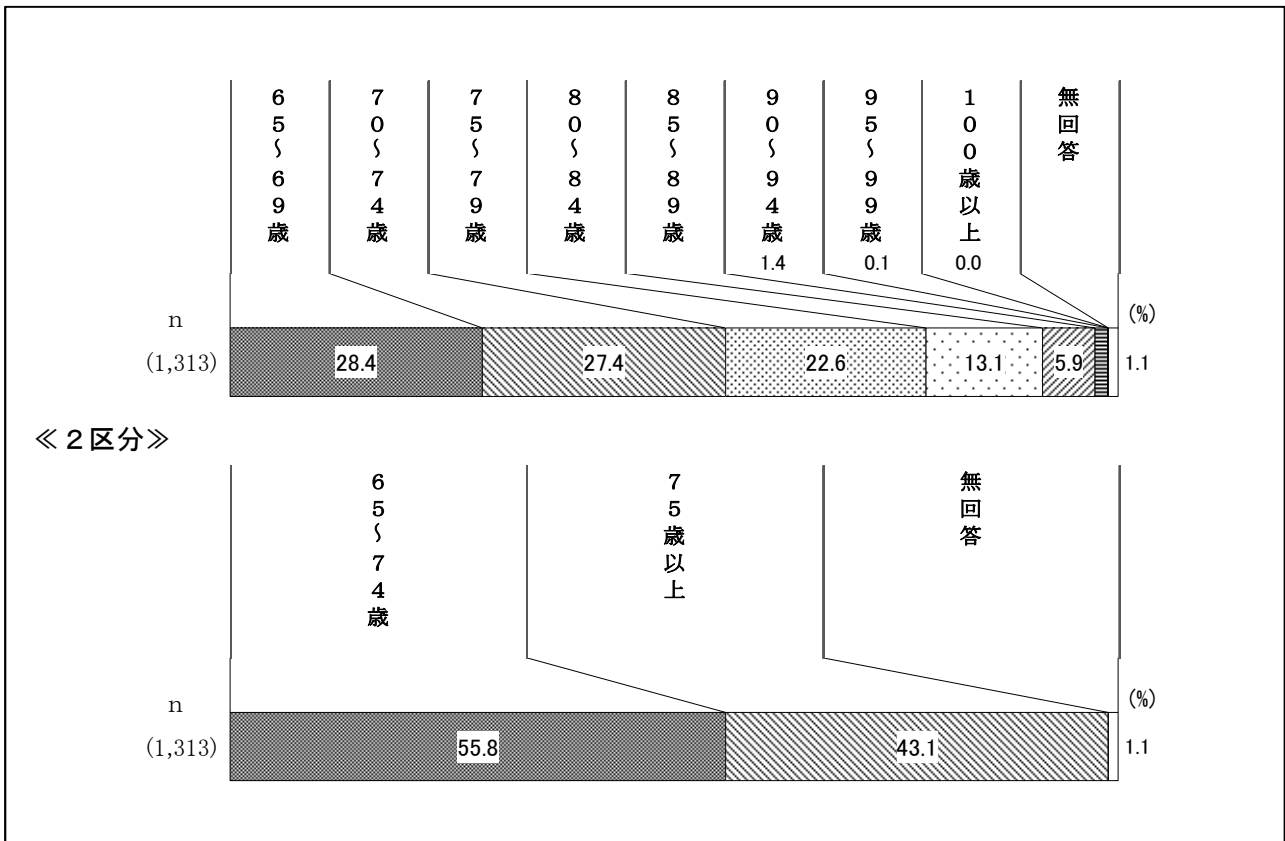 65～69歳
70～74歳
75～79歳
80～84歳
85～89歳
90～94歳
95～99歳
100歳以上
無回答
1.4
0.1
0.0
(%)
n
(1,313)
28.4
27.4
22.6
13.1
5.9
1.1
≪２区分≫
65～74歳
75歳以上
無回答
(%)
n
(1,313)
55.8
43.1
1.1